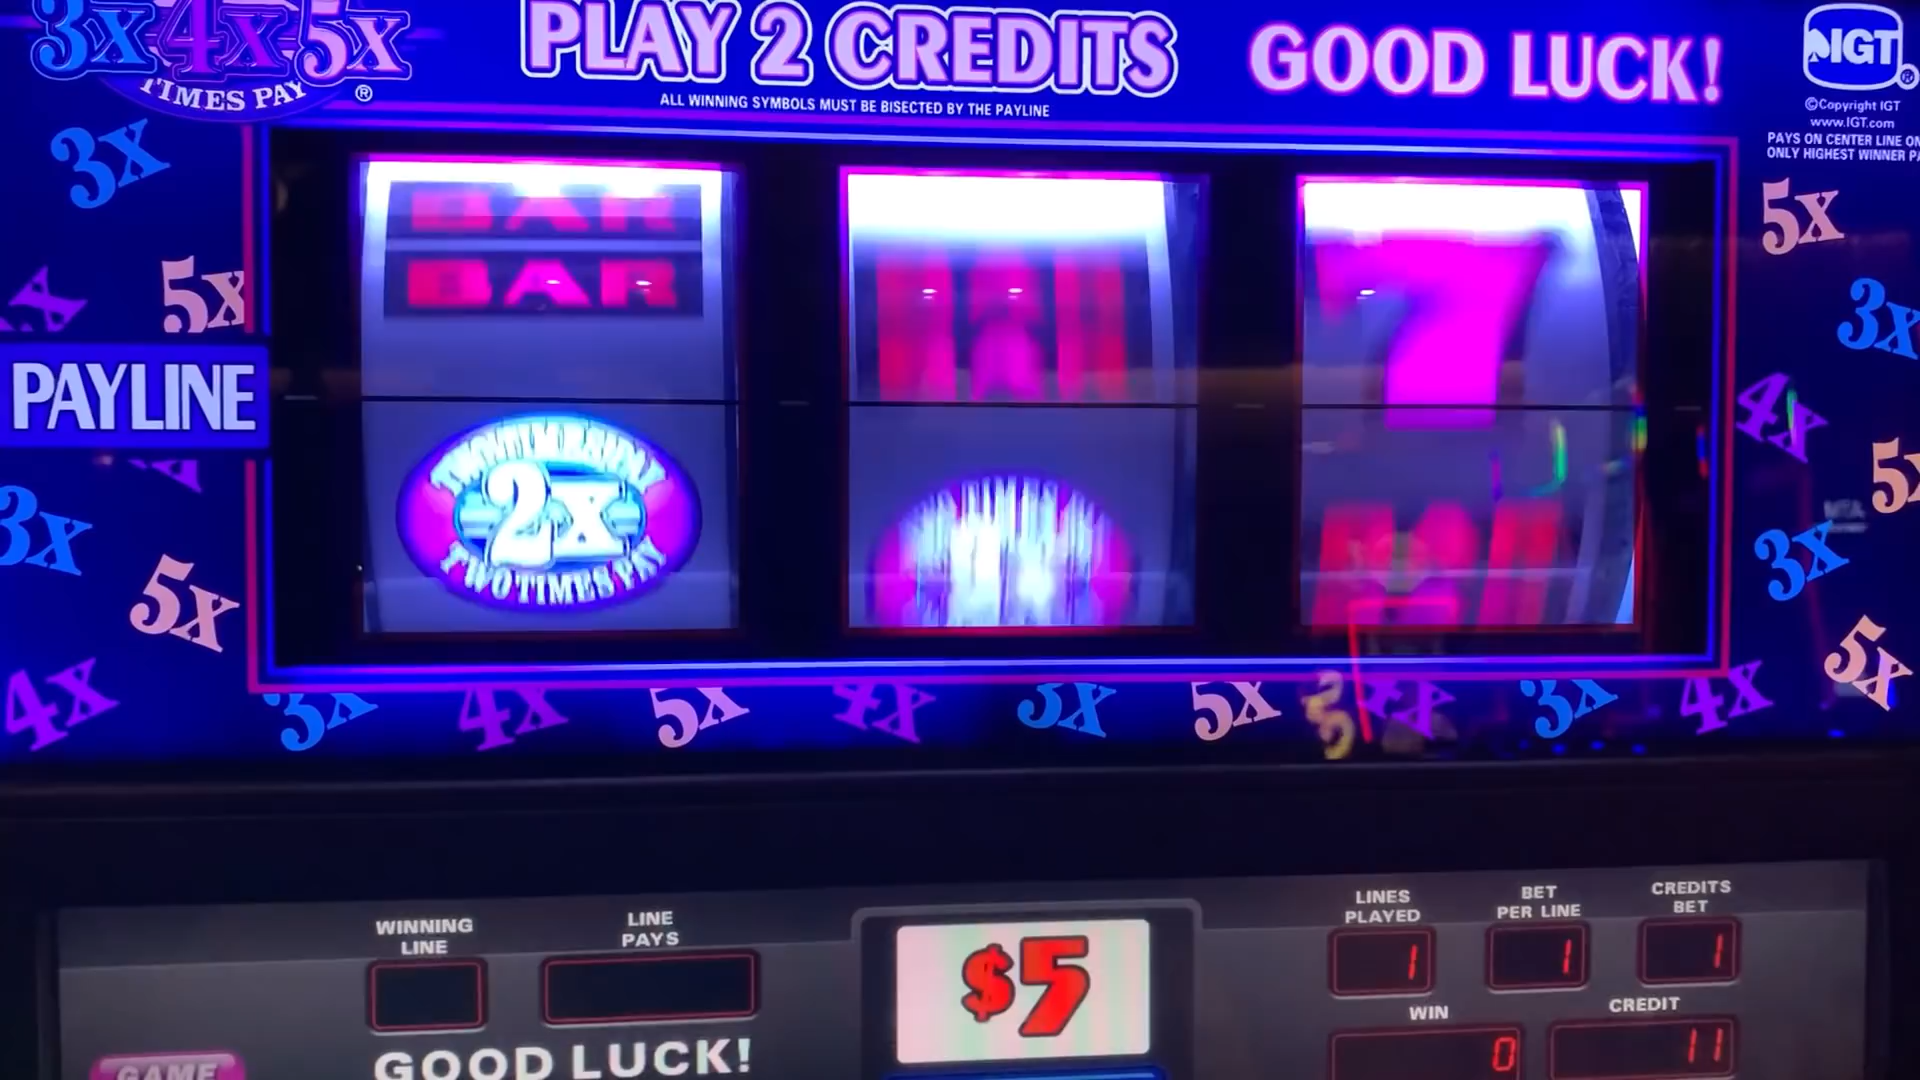 3x 4x 5x
TIMES PAY®
PLAY 2 CREDITS
ALL WINNING SYMBOLS MUST BE BISECTED BY THE PAYLINE
GOOD LUCK!
IGT®
©Copyright IGT
www.IGT.com
PAYS ON CENTER LINE
ONLY HIGHEST WINNER
3x
5x
5x
3x
BAR
BAR
7
PAYLINE
4x
5x
2x
TWO TIMES PAY
3x
3x
5x
5x
4x
3x
4x
5x
4x
3x
5x
4x
3x
4x
WINNING
LINE
LINE
PAYS
$5
LINES
PLAYED
1
BET
PER LINE
1
CREDITS
BET
1
WIN
0
CREDIT
11
GOOD LUCK!
GAME